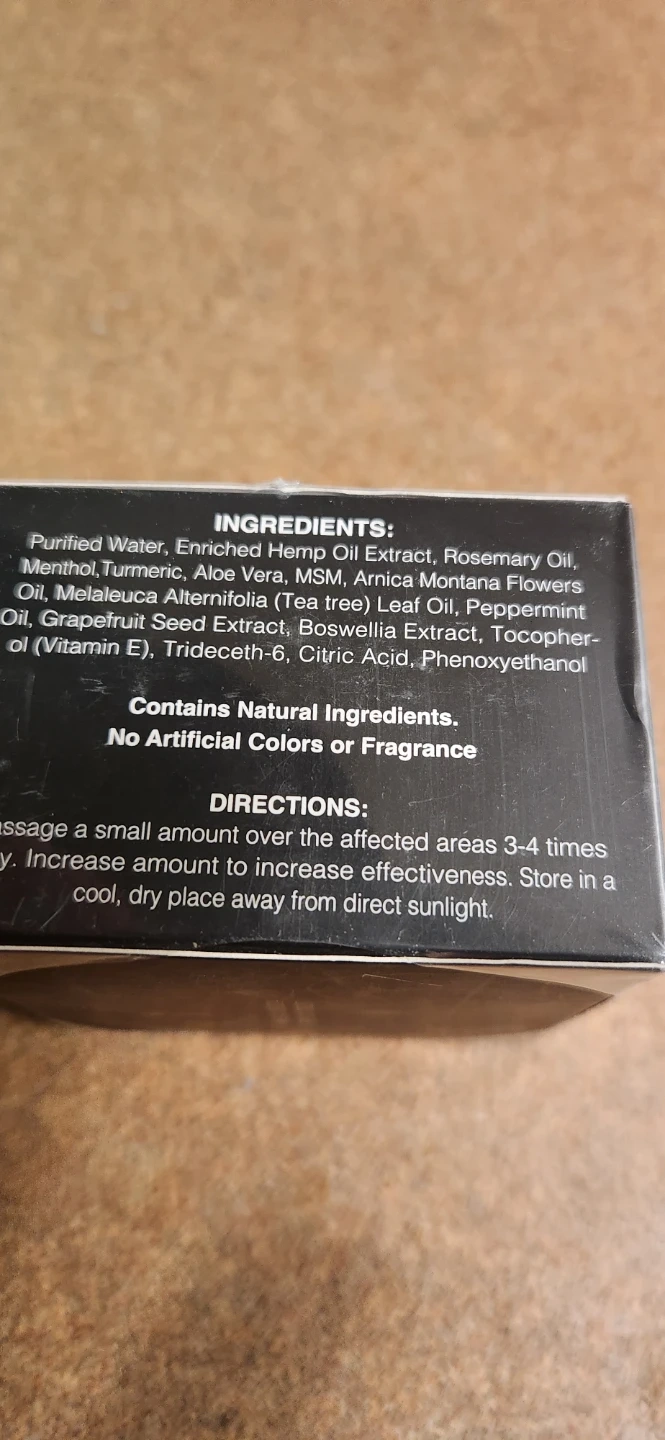 INGREDIENTS:
Purified Water, Enriched Hemp Oil Extract, Rosemary Oil,
Menthol,Turmeric, Aloe Vera, MSM, Arnica Montana Flowers
Oil, Melaleuca Alternifolia (Tea tree) Leaf Oil, Peppermint
Oil, Grapefruit Seed Extract, Boswellia Extract, Tocopher-
ol (Vitamin E), Trideceth-6, Citric Acid, Phenoxyethanol
Contains Natural Ingredients.
No Artificial Colors or Fragrance
DIRECTIONS:
ssage a small amount over the affected areas 3-4 times
y. Increase amount to increase effectiveness. Store in a
cool, dry place away from direct sunlight.